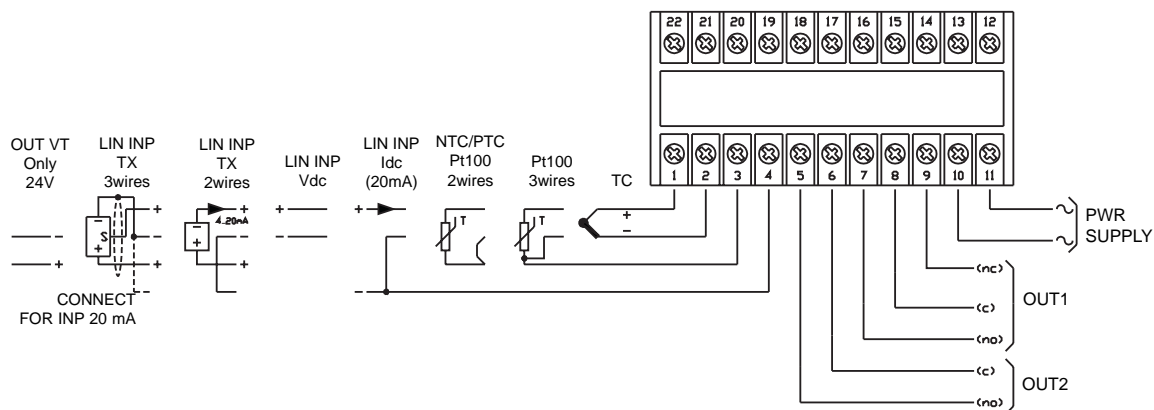 22 21 20 19 18 17 16 15 14 13 12
OUT VT
Only
24V
LIN INP
TX
3wires
LIN INP
TX
2wires
LIN INP
Vdc
LIN INP
Idc
(20mA)
NTC/PTC
Pt100
2wires
Pt100
3wires
TC
1 2 3 4 5 6 7 8 9 10 11
4..20mA
+
-
S
T
T
PWR
SUPPLY
CONNECT
FOR INP 20 mA
(nc)
(c)
(no)
OUT1
(c)
(no)
OUT2